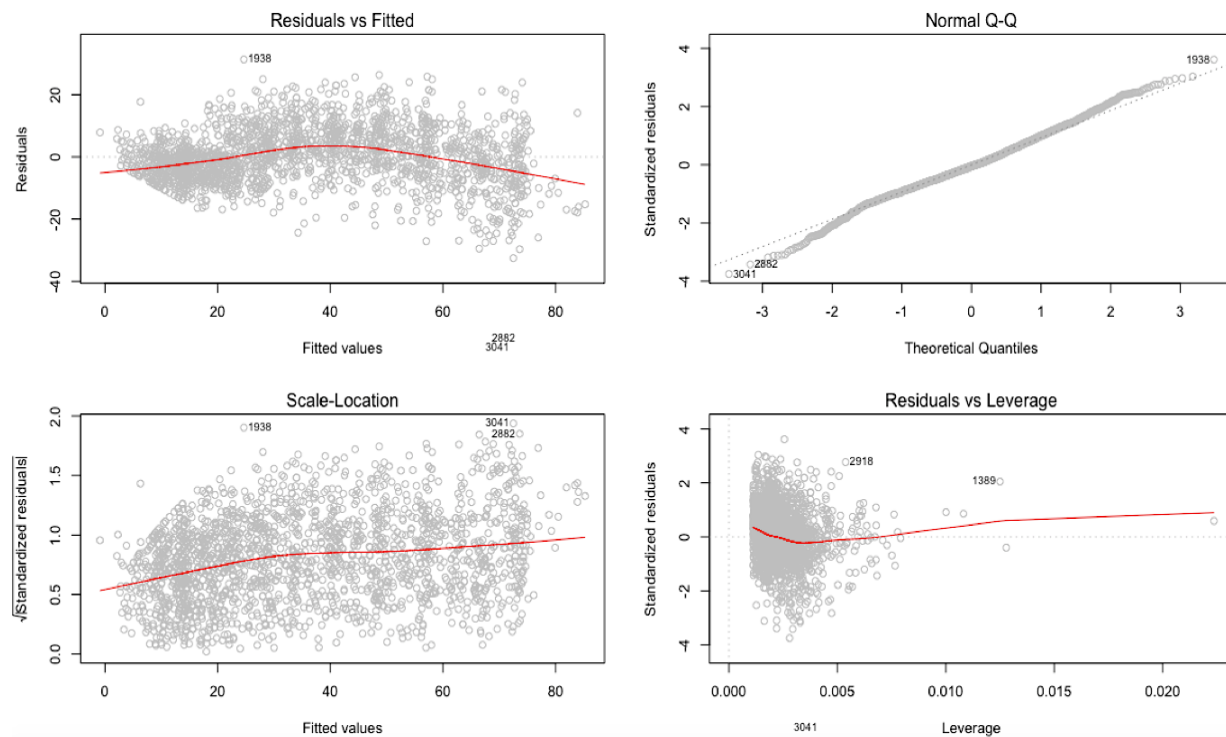 Residuals vs Fitted
1938
Residuals
20
0
-20
-40
0 20 40 60 80
Fitted values
2882
3041
Normal Q-Q
1938
Standardized residuals
4
2
0
-2
-4
2882
3041
-3 -2 -1 0 1 2 3
Theoretical Quantiles
Scale-Location
1938
3041
2882
√|Standardized residuals|
2.0
1.5
1.0
0.5
0.0
0 20 40 60 80
Fitted values
Residuals vs Leverage
2918
1389
Standardized residuals
4
2
0
-2
-4
0.000 0.005 0.010 0.015 0.020
3041
Leverage